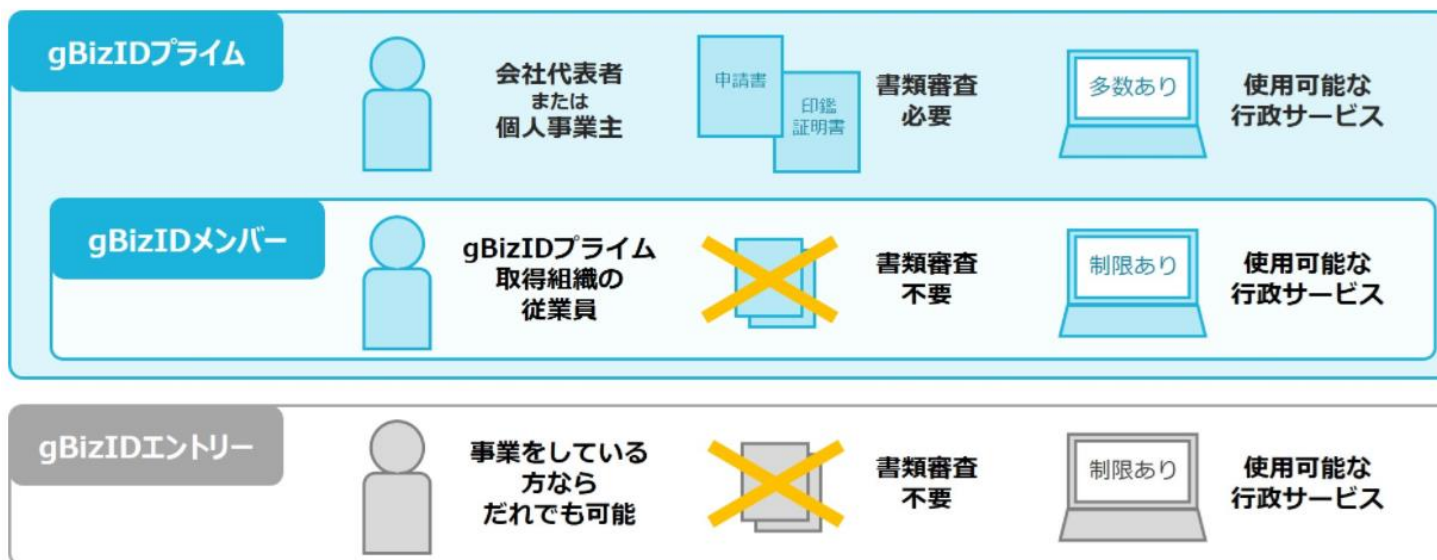 gBizIDプライム
会社代表者
または
個人事業主
申請書
印鑑
証明書
書類審査
必要
多数あり
使用可能な
行政サービス
gBizIDメンバー
gBizIDプライム
取得組織の
従業員
書類審査
不要
制限あり
使用可能な
行政サービス
gBizIDエントリー
事業をしている
方なら
だれでも可能
書類審査
不要
制限あり
使用可能な
行政サービス